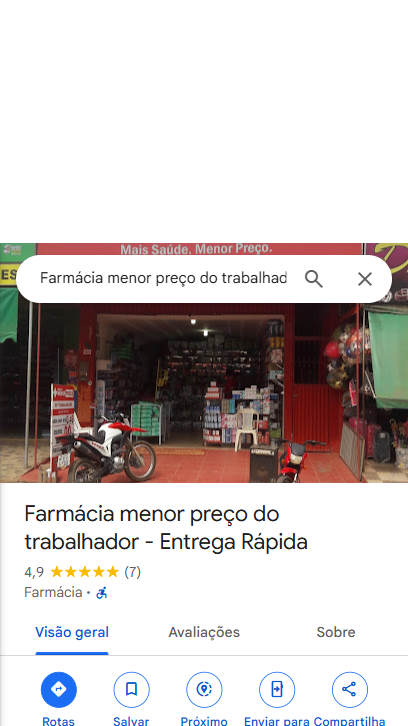 Mais Saúde, Menor Preço.
ES
Farmácia menor preço do trabalhad
Farmácia menor preço do
trabalhador - Entrega Rápida
4,9 (7)
Farmácia ·
Visão geral Avaliações Sobre
Rotas Salvar Próximo Enviar para Compartilha